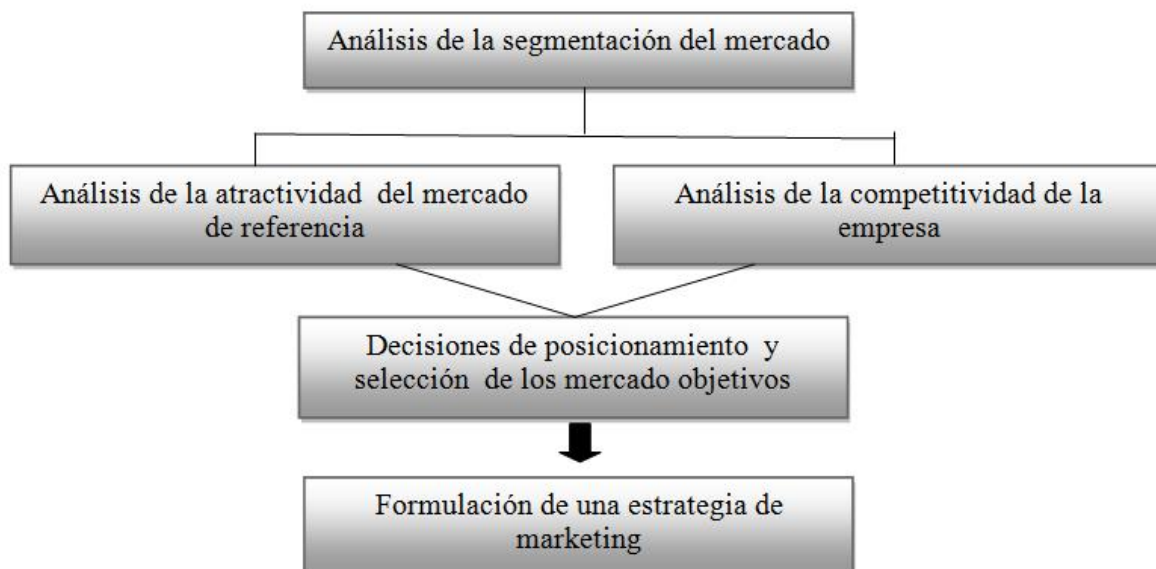 Análisis de la segmentación del mercado
Análisis de la atractividad del mercado
de referencia
Análisis de la competitividad de la
empresa
Decisiones de posicionamiento y
selección de los mercado objetivos
Formulación de una estrategia de
marketing